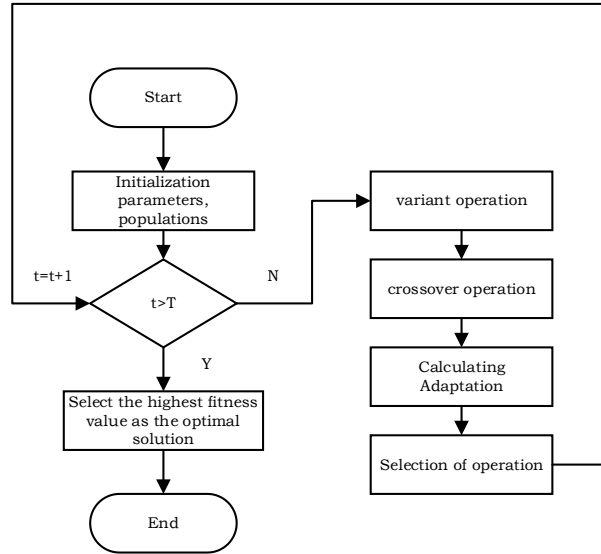 Start
Initialization
parameters,
populations
t=t+1
t>T
N
Y
Select the highest fitness
value as the optimal
solution
End
variant operation
crossover operation
Calculating
Adaptation
Selection of operation